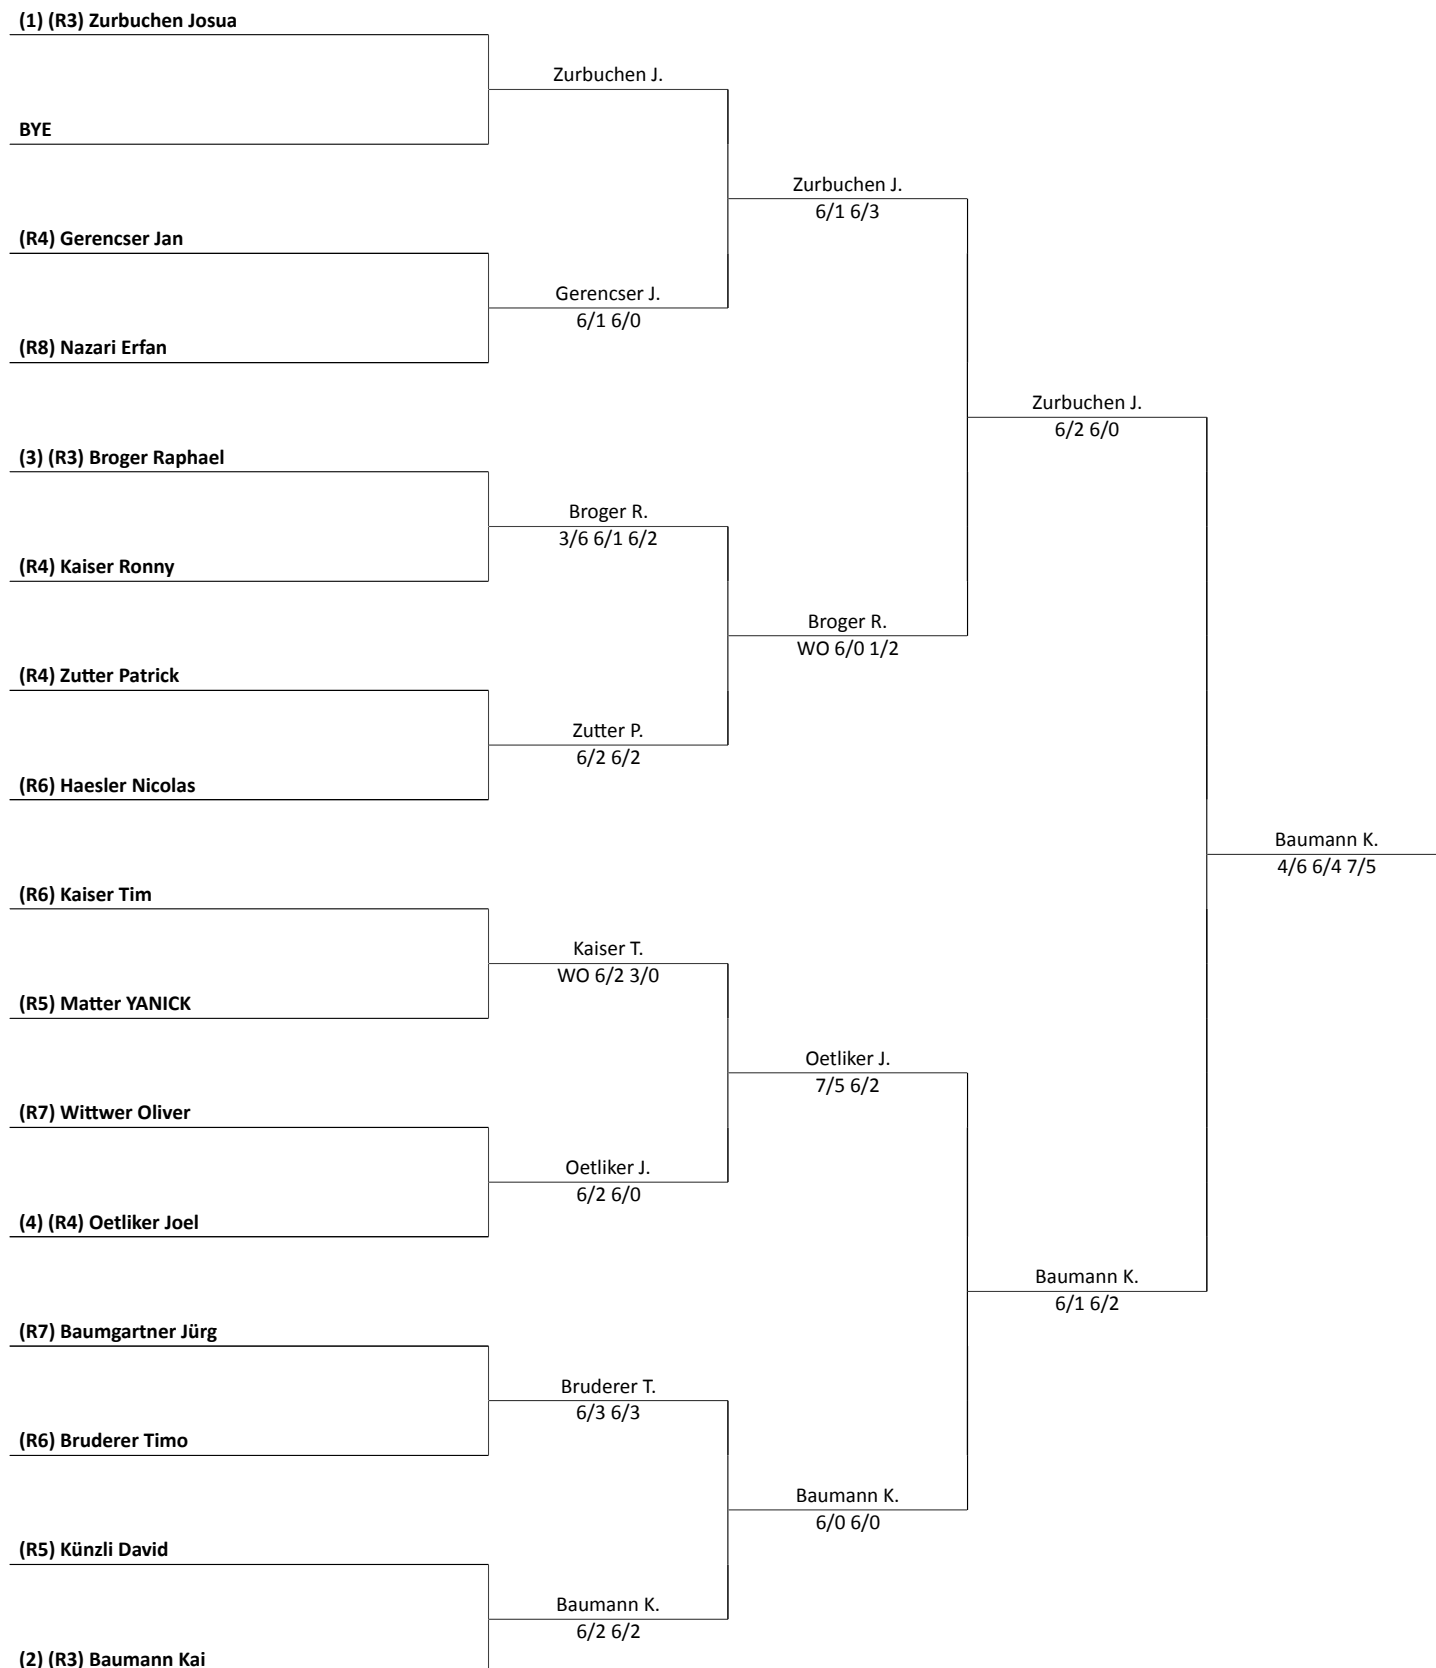 (1) (R3) Zurbuchen Josua
Zurbuchen J.
BYE
Zurbuchen J.
6/1 6/3
(R4) Gerencser Jan
Gerencser J.
6/1 6/0
(R8) Nazari Erfan
Zurbuchen J.
6/2 6/0
(3) (R3) Broger Raphael
Broger R.
3/6 6/1 6/2
(R4) Kaiser Ronny
Broger R.
WO 6/0 1/2
(R4) Zutter Patrick
Zutter P.
6/2 6/2
(R6) Haesler Nicolas
Baumann K.
4/6 6/4 7/5
(R6) Kaiser Tim
Kaiser T.
WO 6/2 3/0
(R5) Matter YANICK
Oetliker J.
7/5 6/2
(R7) Wittwer Oliver
Oetliker J.
6/2 6/0
(4) (R4) Oetliker Joel
Baumann K.
6/1 6/2
(R7) Baumgartner Jürg
Bruderer T.
6/3 6/3
(R6) Bruderer Timo
Baumann K.
6/0 6/0
(R5) Künzli David
Baumann K.
6/2 6/2
(2) (R3) Baumann Kai